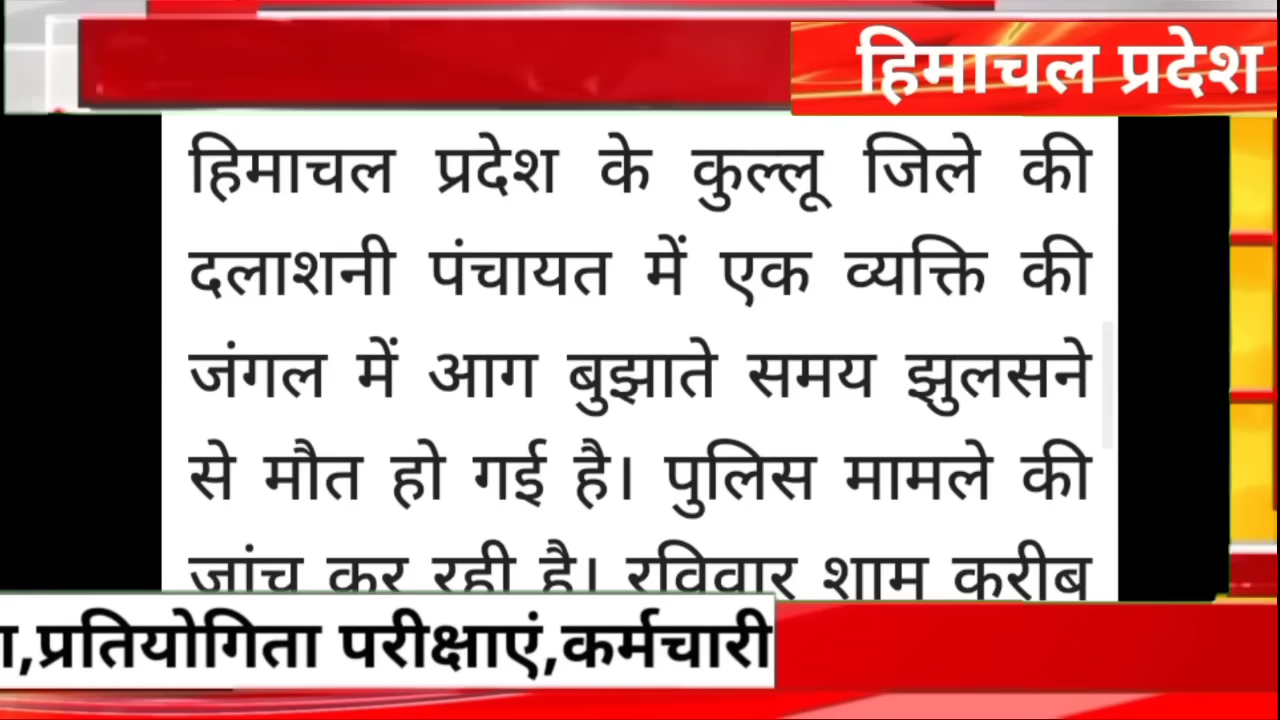 हिमाचल प्रदेश
हिमाचल प्रदेश के कुल्लू जिले की
दलाशनी पंचायत में एक व्यक्ति की
जंगल में आग बुझाते समय झुलसने
से मौत हो गई है। पुलिस मामले की
जांच कर रही है। रविवार शाम करीब
,प्रतियोगिता परीक्षाएं,कर्मचारी